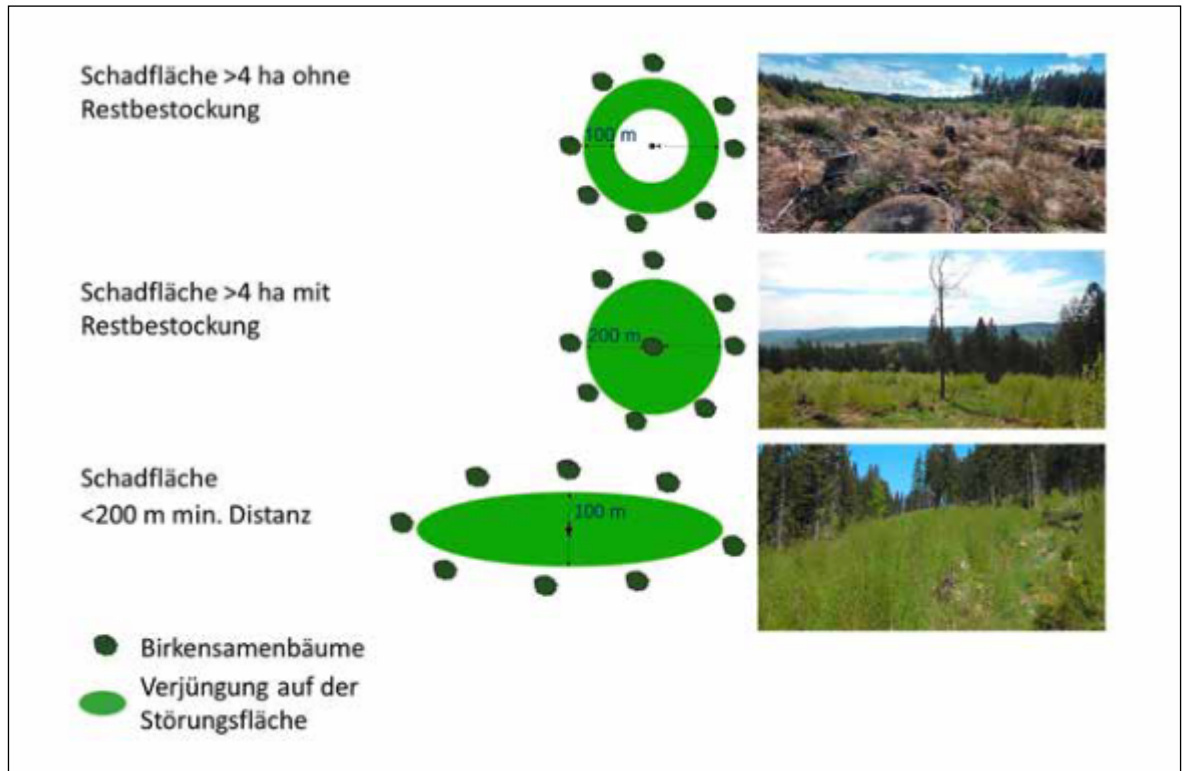 Schadfläche >4 ha ohne
Restbestockung
100 m
Schadfläche >4 ha mit
Restbestockung
200 m
Schadfläche
<200 m min. Distanz
100 m
Birkensamenbäume
Verjüngung auf der
Störungsfläche